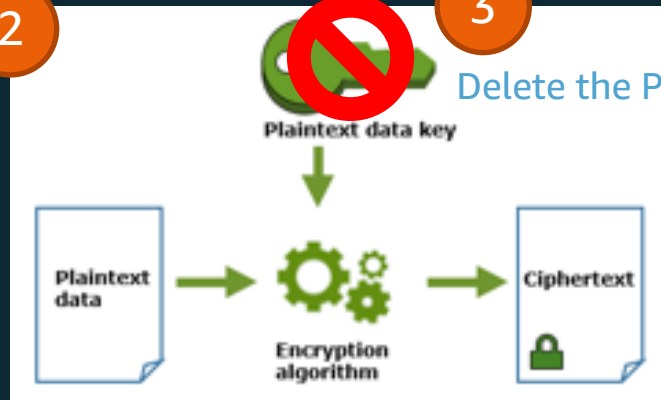 2
3
Delete the P
Plaintext data key
Plaintext
data
Ciphertext
Encryption
algorithm